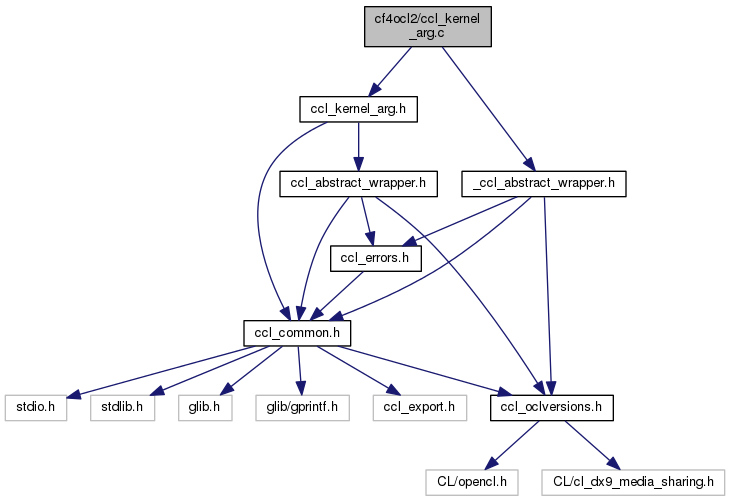 cf4ocl2/ccl_kernel
_arg.c
ccl_kernel_arg.h
ccl_abstract_wrapper.h
_ccl_abstract_wrapper.h
ccl_errors.h
ccl_common.h
stdio.h
stdlib.h
glib.h
glib/gprintf.h
ccl_export.h
ccl_oclversions.h
CL/opencl.h
CL/cl_dx9_media_sharing.h